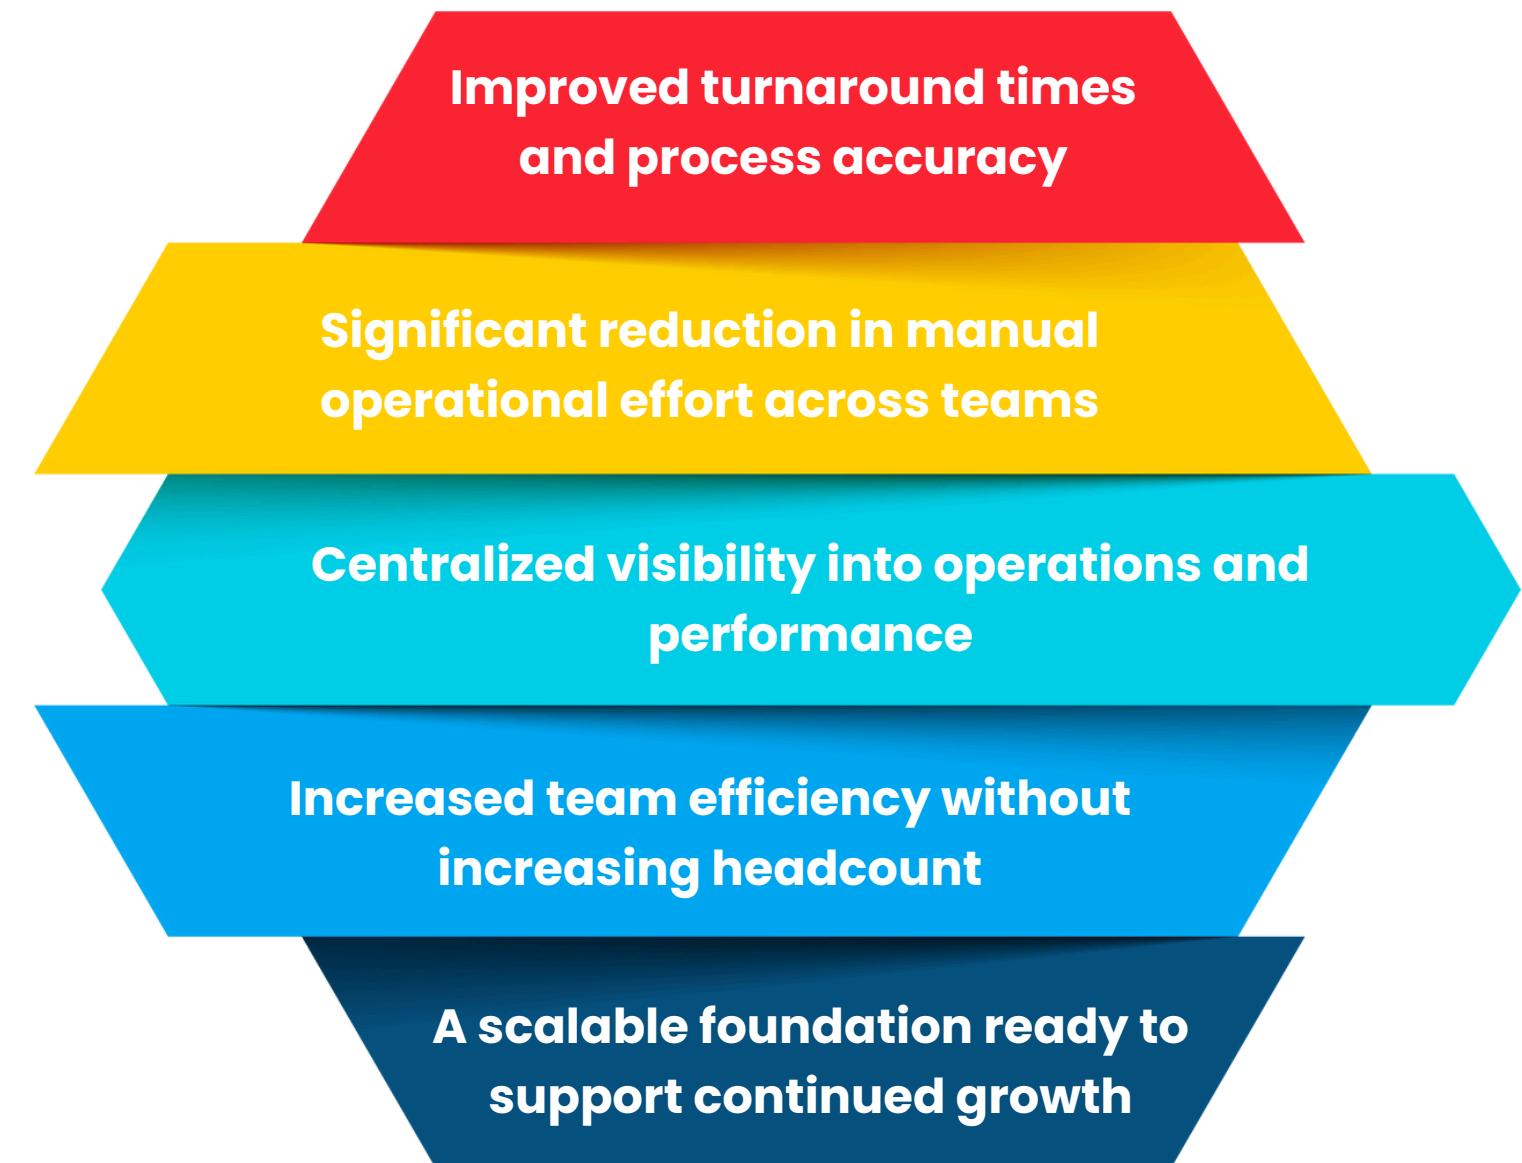 Improved turnaround times
and process accuracy
Significant reduction in manual
operational effort across teams
Centralized visibility into operations and
performance
Increased team efficiency without
increasing headcount
A scalable foundation ready to
support continued growth